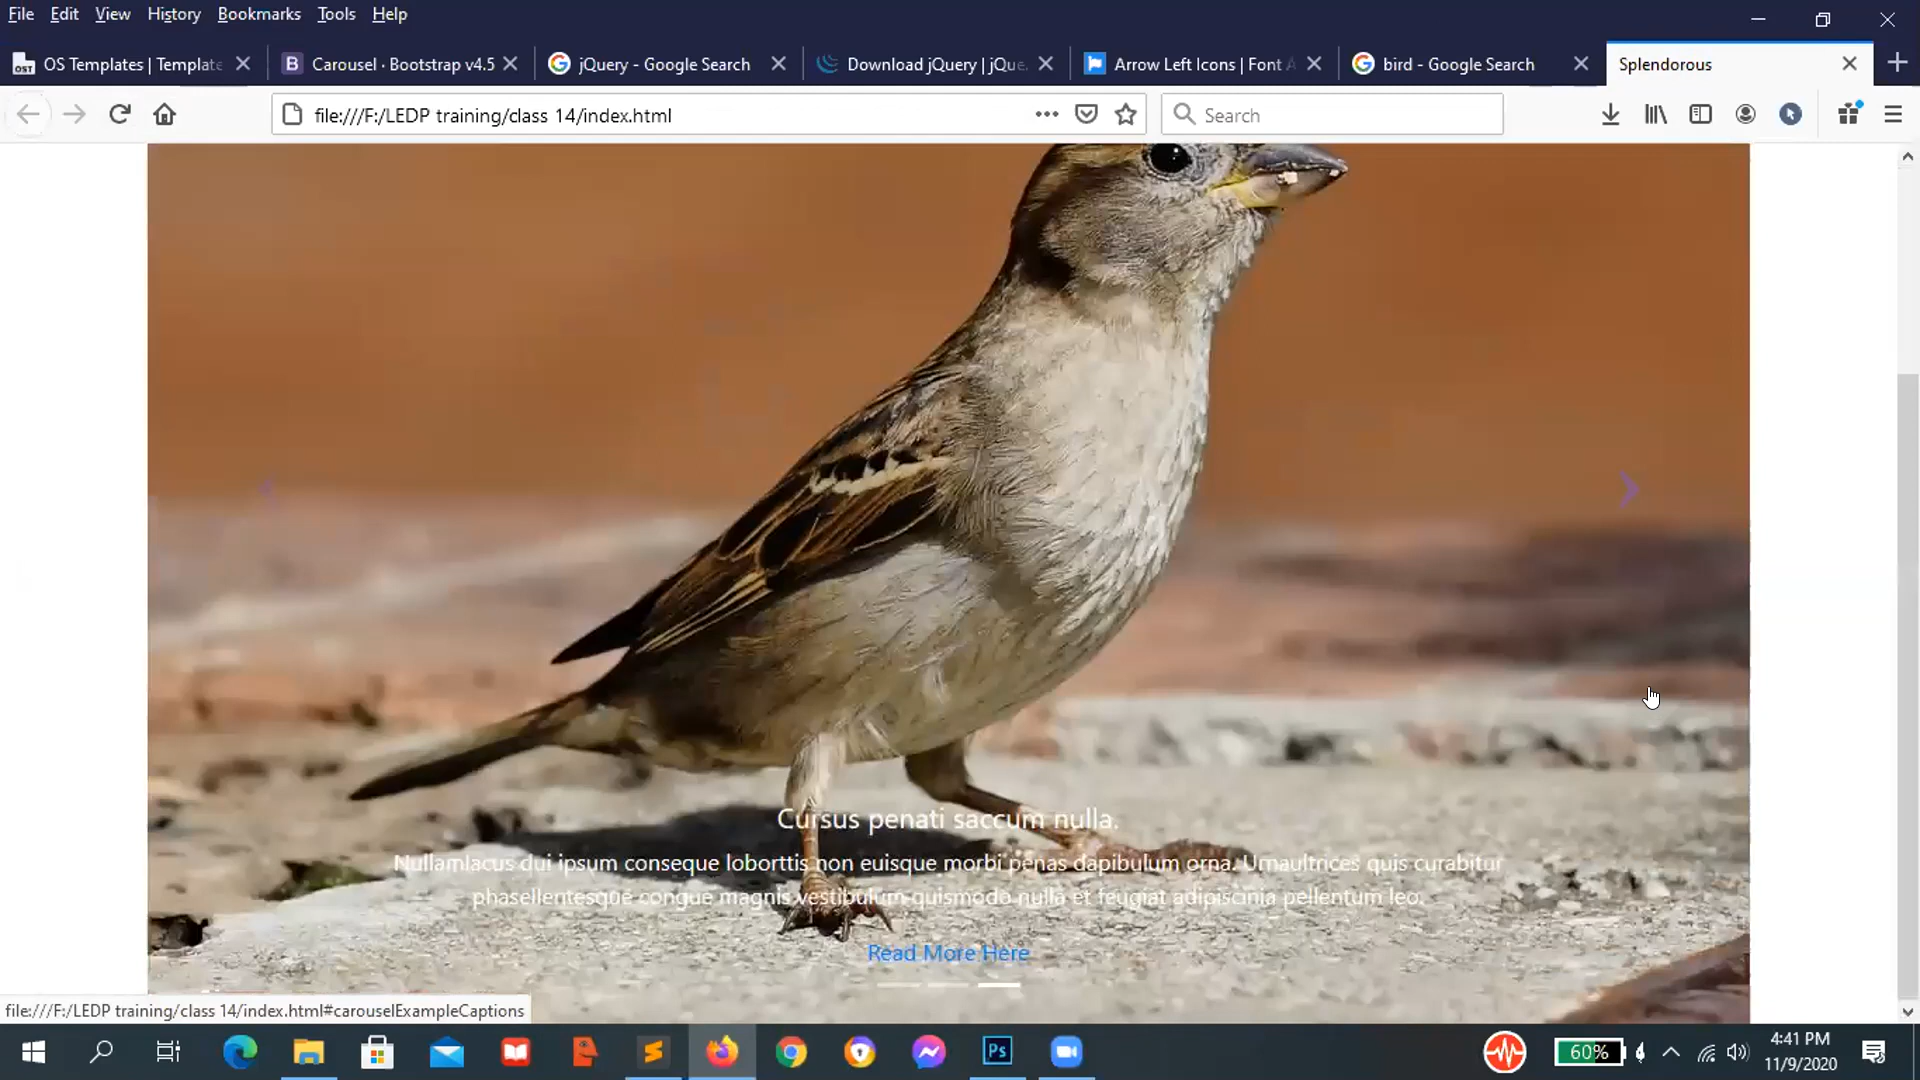 File Edit View History Bookmarks Tools Help
OST OS Templates | Template
B Carousel · Bootstrap v4.5
jQuery - Google Search
Download jQuery | jQue
Arrow Left Icons | Font A
bird - Google Search
Splendorous
file:///F:/LEDP training/class 14/index.html
Search
Cursus penati saccum nulla.
Nullamlacus dui ipsum conseque loborttis non euisque morbi penas dapibulum orna. Urnaultrices quis curabitur
phasellentesque congue magnis vestibulum quismodo nulla et feugiat adipiscinia pellentum leo.
Read More Here
file:///F:/LEDP training/class 14/index.html#carouselExampleCaptions
Ps
60%
4:41 PM
11/9/2020